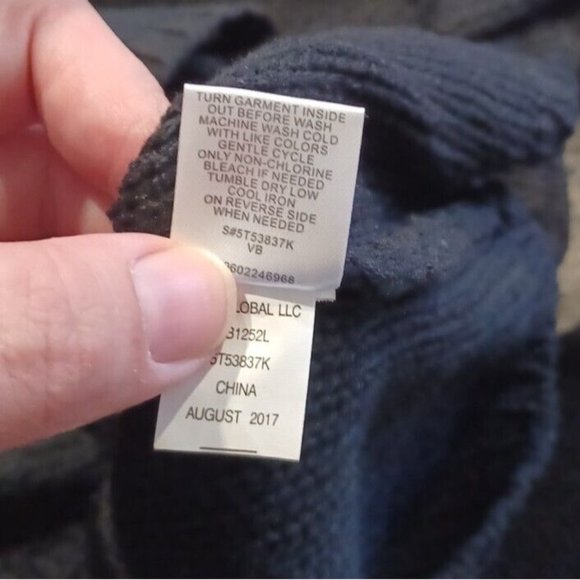 TURN GARMENT INSIDE
OUT BEFORE WASH
MACHINE WASH COLD
WITH LIKE COLORS
GENTLE CYCLE
ONLY NON-CHLORINE
BLEACH IF NEEDED
TUMBLE DRY LOW
COOL IRON
ON REVERSE SIDE
WHEN NEEDED
S#5T53837K
VB
602246968
LOBAL LLC
31252L
5T53837K
CHINA
AUGUST 2017